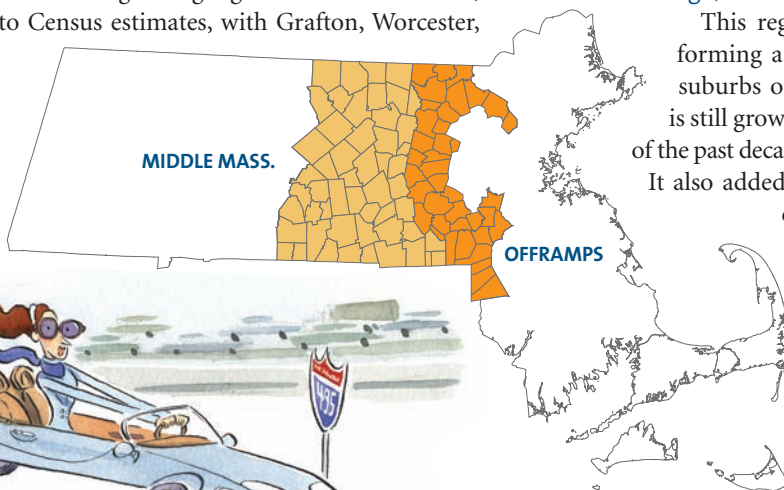 to Census estimates, with Grafton, Worcester,
This reg
forming a
suburbs o
is still grow
of the past deca
It also added
MIDDLE MASS.
OFFRAMPS
495